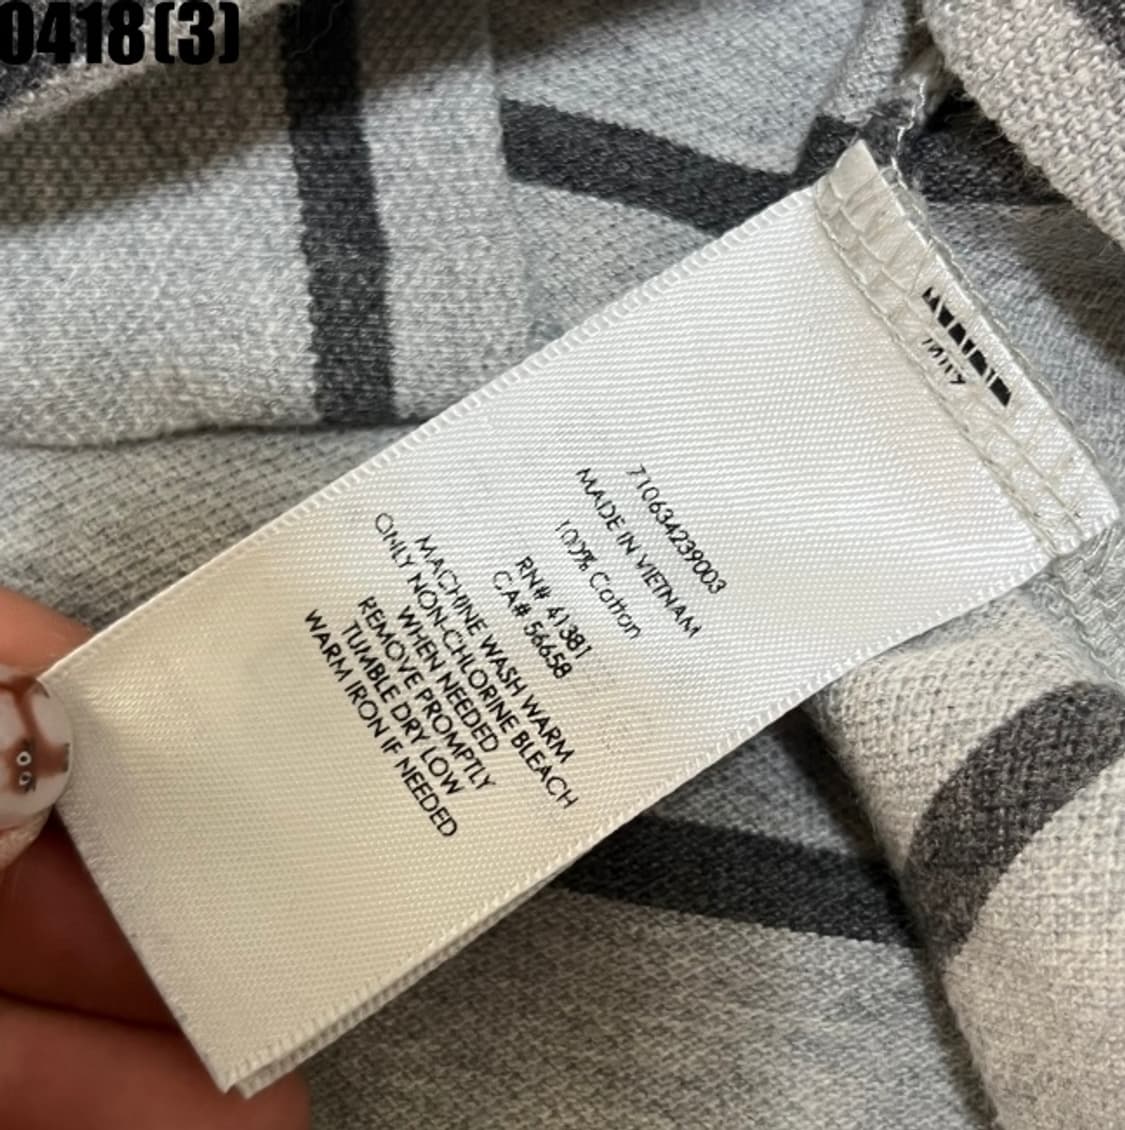 0418(3)
710634239003
MADE IN VIETNAM
100% Cotton
RN# 41381
CA# 56658
MACHINE WASH WARM
ONLY NON-CHLORINE BLEACH
WHEN NEEDED
REMOVE PROMPTLY
TUMBLE DRY LOW
WARM IRON IF NEEDED